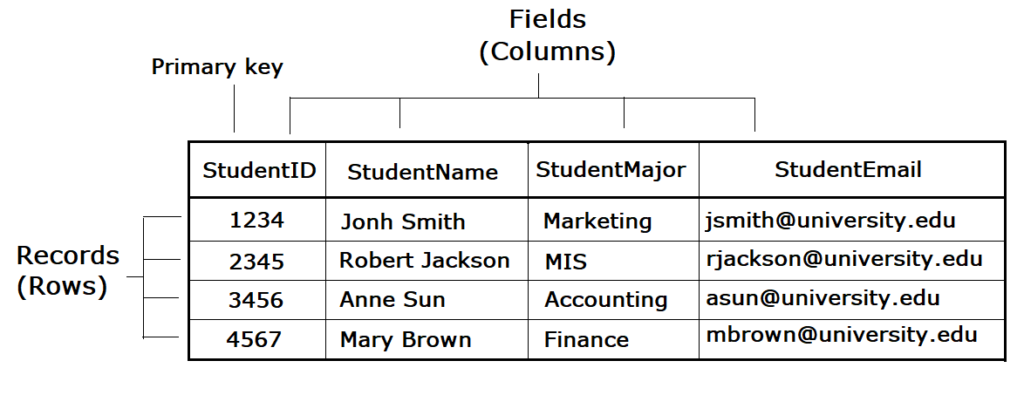 Fields
(Columns)
Primary key
StudentID StudentName StudentMajor StudentEmail
1234 Jonh Smith Marketing jsmith@university.edu
Records
(Rows)
2345 Robert Jackson MIS rjackson@university.edu
3456 Anne Sun Accounting asun@university.edu
4567 Mary Brown Finance mbrown@university.edu